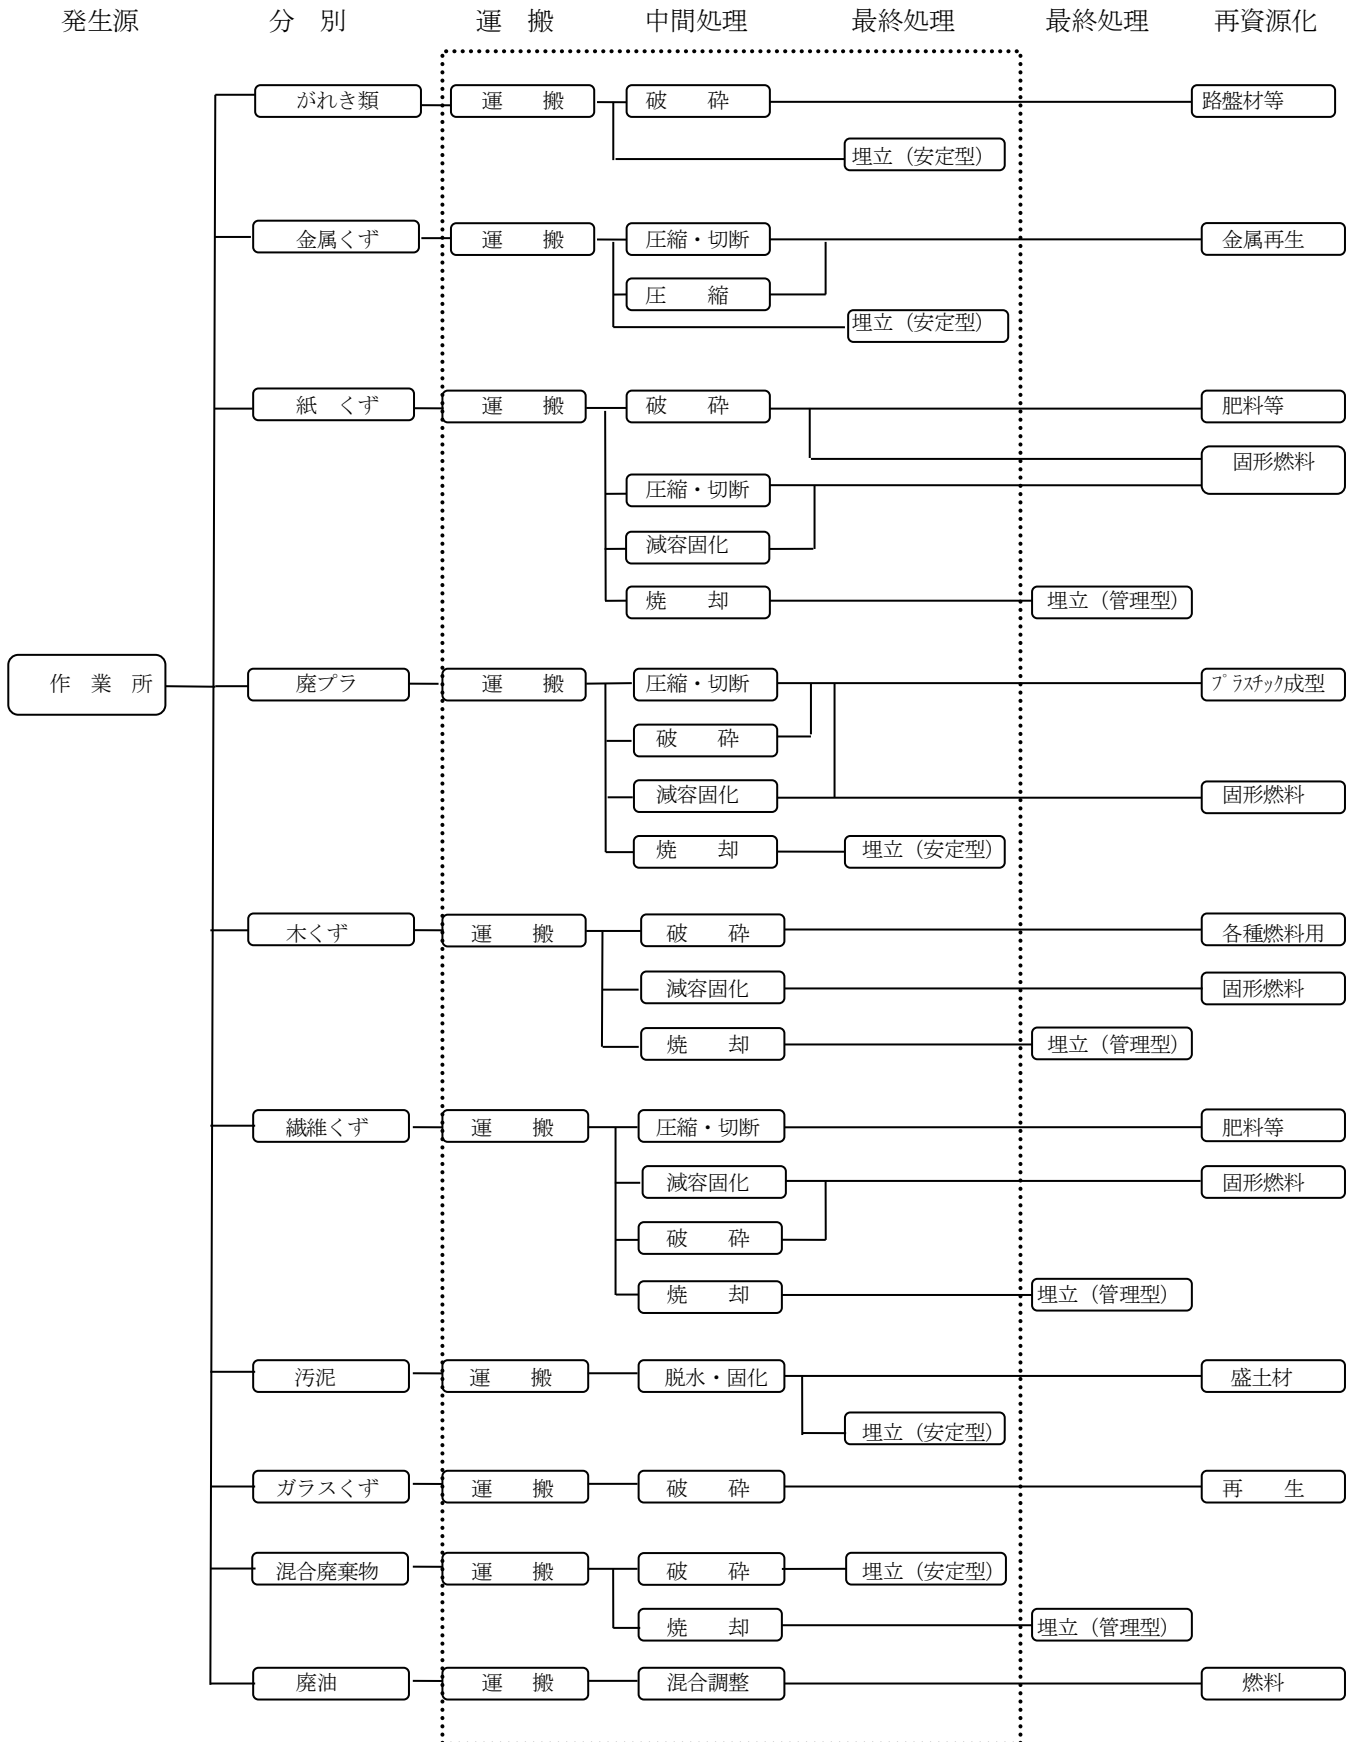 発生源 分　別 運　搬 中間処理 最終処理 最終処理 再資源化
がれき類 運　　搬 破　　砕 路盤材等
埋立（安定型）
金属くず 運　　搬 圧縮・切断 金属再生
圧　　縮
埋立（安定型）
紙　くず 運　　搬 破　　砕 肥料等
固形燃料
圧縮・切断
減容固化
焼　　却 埋立（管理型）
作　業　所 廃プラ 運　　搬 圧縮・切断 ﾌﾟﾗｽﾁｯｸ成型
破　　砕
減容固化 固形燃料
焼　　却 埋立（安定型）
木くず 運　　搬 破　　砕 各種燃料用
減容固化 固形燃料
焼　　却 埋立（管理型）
繊維くず 運　　搬 圧縮・切断 肥料等
減容固化 固形燃料
破　　砕
焼　　却 埋立（管理型）
汚泥 運　　搬 脱水・固化 盛土材
埋立（安定型）
ガラスくず 運　　搬 破　　砕 再　　生
混合廃棄物 運　　搬 破　　砕 埋立（安定型）
焼　　却 埋立（管理型）
廃油 運　　搬 混合調整 燃料